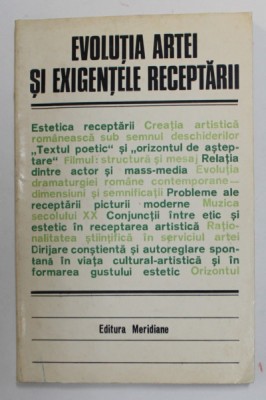 EVOLUȚIA ARTEI
ȘI EXIGENȚELE RECEPTĂRII
Estetica receptării Creația artistică
românească sub semnul deschiderilor
„Textul poetic“ și „orizontul de aștep-
tare“ Filmul: structură și mesaj Relația
dintre actor și mass-media Evoluția
dramaturgiei române contemporane—
dimensiuni și semnificații Probleme ale
receptării picturii moderne Muzica
secolului XX Conjuncții între etic și
estetic în receptarea artistică Rațio-
nalitatea științifică în serviciul artei
Dirijare conștientă și autoreglare spon-
tană în viața cultural-artistică și în
formarea gustului estetic Orizontul
Editura Meridiane